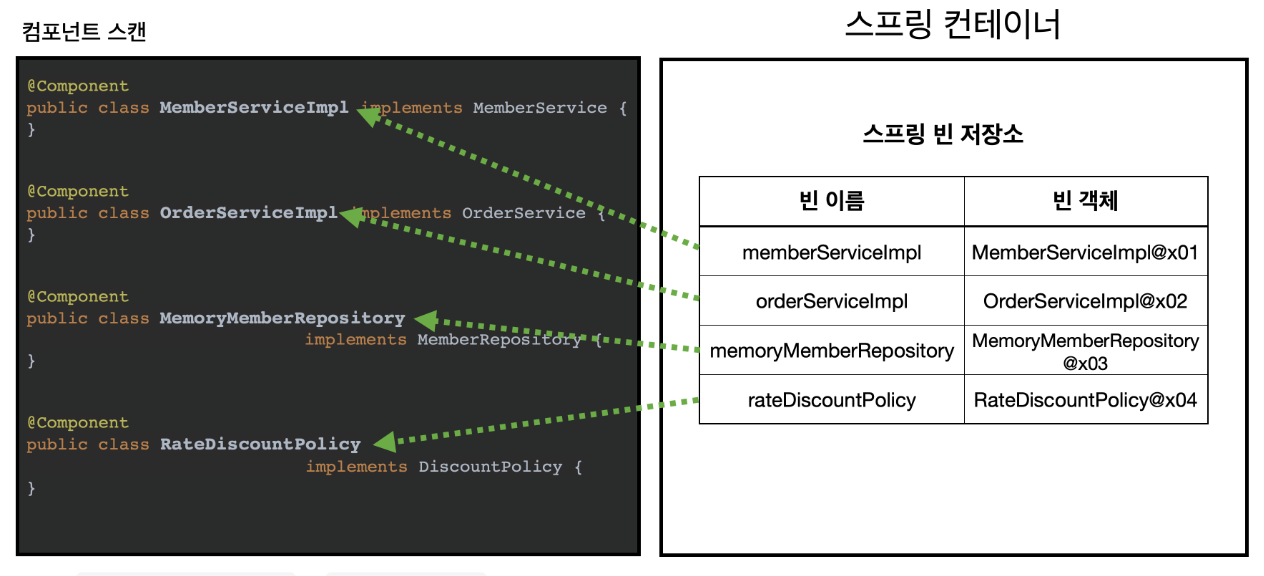 컴포넌트 스캔
@Component
public class MemberServiceImpl implements MemberService {
}
@Component
public class OrderServiceImpl implements OrderService {
}
@Component
public class MemoryMemberRepository
implements MemberRepository {
}
@Component
public class RateDiscountPolicy
implements DiscountPolicy {
}
스프링 컨테이너
스프링 빈 저장소
빈 이름 빈 객체
memberServiceImpl MemberServiceImpl@x01
orderServiceImpl OrderServiceImpl@x02
memoryMemberRepository MemoryMemberRepository
@x03
rateDiscountPolicy RateDiscountPolicy@x04